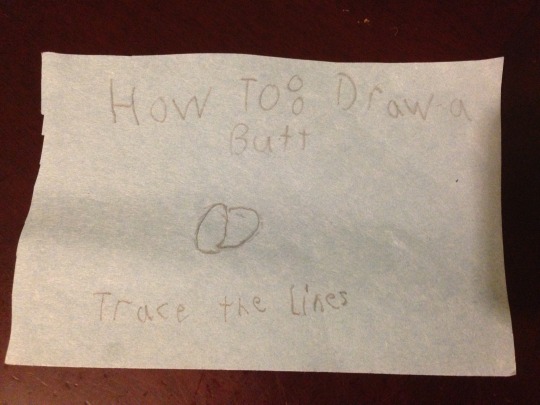 How To: Draw a
Butt
Trace the lines